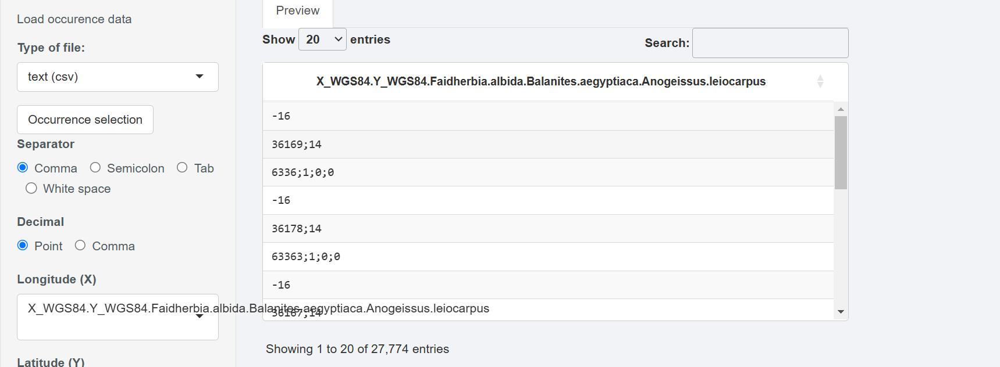 Load occurence data
Type of file:
text (csv)
Occurrence selection
Separator
Comma Semicolon Tab
White space
Decimal
Point Comma
Longitude (X)
X_WGS84.Y_WGS84.Faidherbia.albida.Balanites.aegyptiaca.Anogeissus.leiocarpus
Latitude (Y)
Preview
Show 20 entries
Search:
X_WGS84.Y_WGS84.Faidherbia.albida.Balanites.aegyptiaca.Anogeissus.leiocarpus
-16
36169;14
6336;1;0;0
-16
36178;14
63363;1;0;0
-16
36167;14
Showing 1 to 20 of 27,774 entries